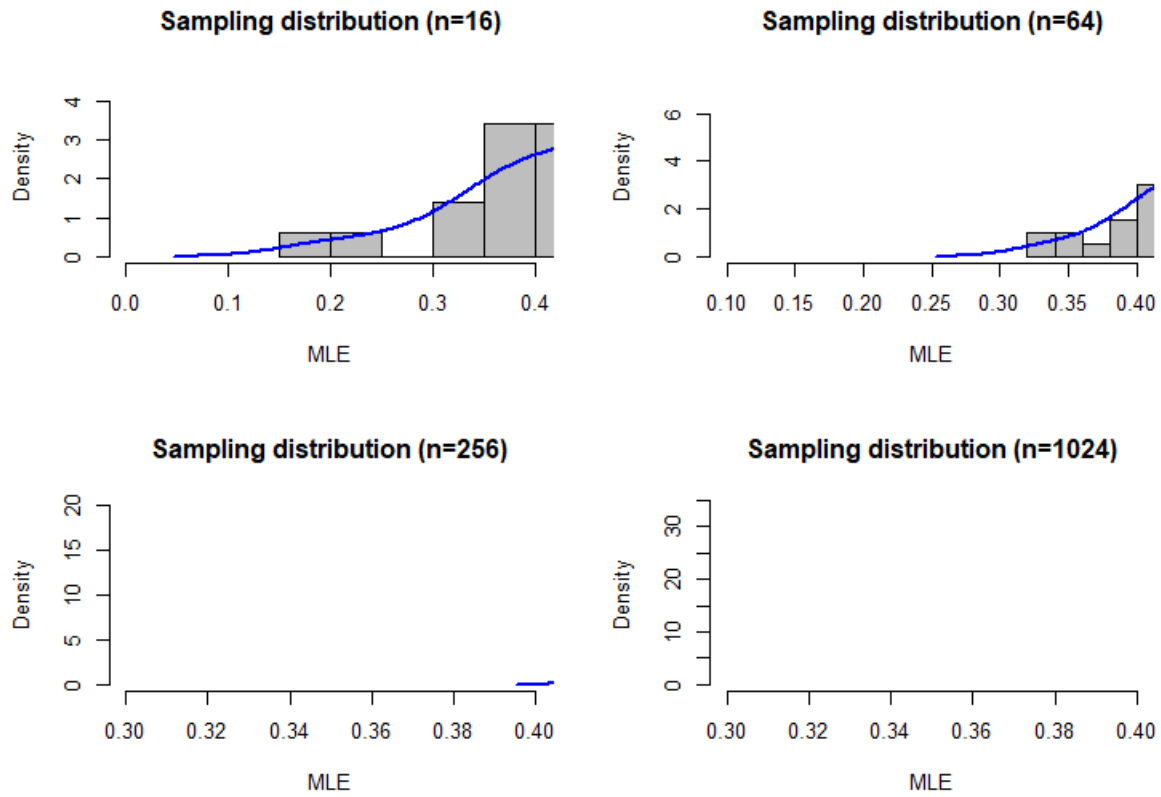 Sampling distribution (n=16)
Density
4
3
2
1
0
0.0 0.1 0.2 0.3 0.4
MLE
Sampling distribution (n=64)
Density
6
4
2
0
0.10 0.15 0.20 0.25 0.30 0.35 0.40
MLE
Sampling distribution (n=256)
Density
20
15
10
5
0
0.30 0.32 0.34 0.36 0.38 0.40
MLE
Sampling distribution (n=1024)
Density
30
20
10
0
0.30 0.32 0.34 0.36 0.38 0.40
MLE